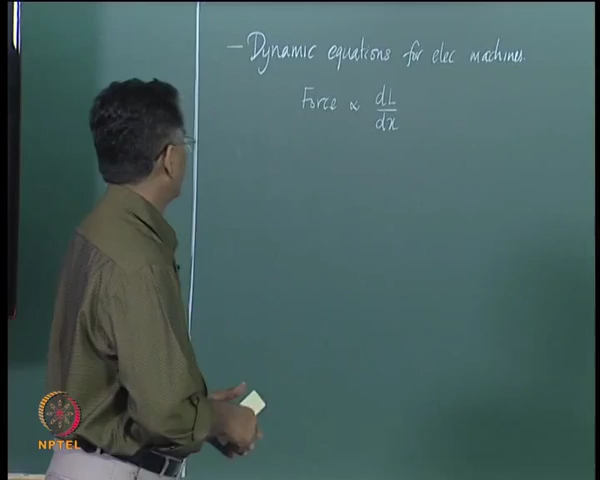 – Dynamic equations for elec machines.
Force ∝ dL/dx
NPTEL